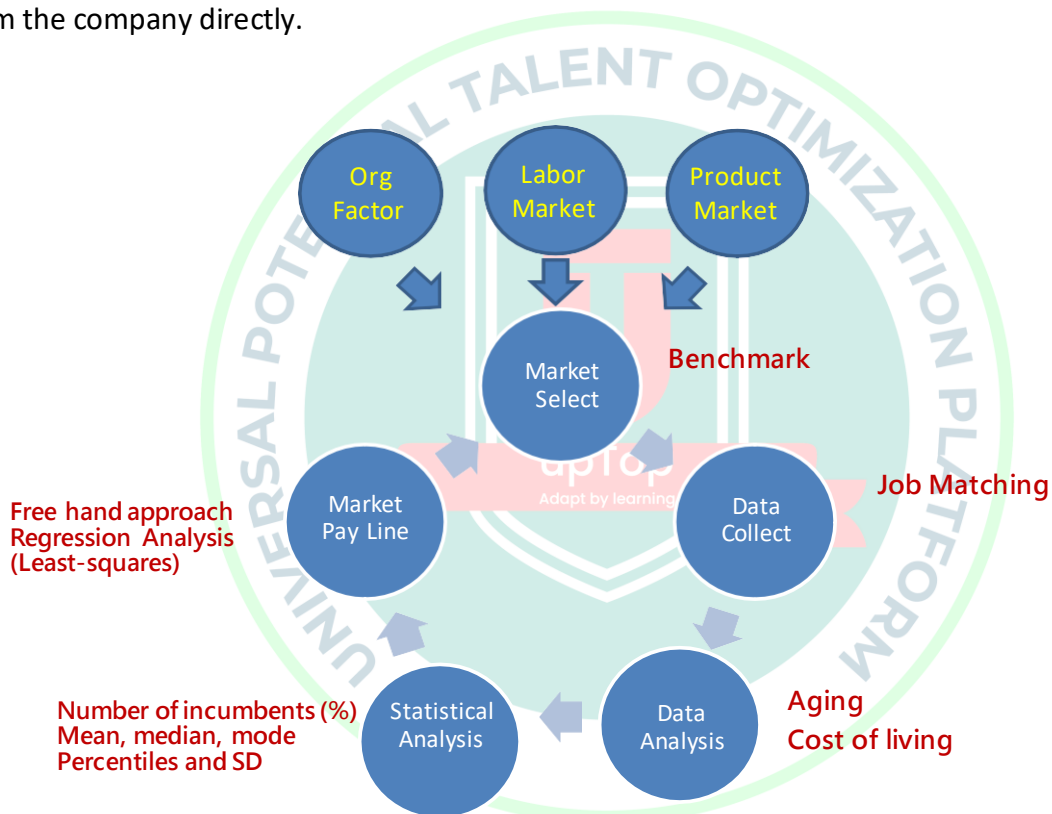 m the company directly.
UNIVERSAL POTE AL TALENT OPTIMIZATION PLATFORM
Org
Factor
Labor
Market
Product
Market
Market
Select
Benchmark
upTop
Adapt by learning
Data
Collect
Job Matching
Market
Pay Line
Free hand approach
Regression Analysis
(Least-squares)
Statistical
Analysis
Number of incumbents (%)
Mean, median, mode
Percentiles and SD
Data
Analysis
Aging
Cost of living